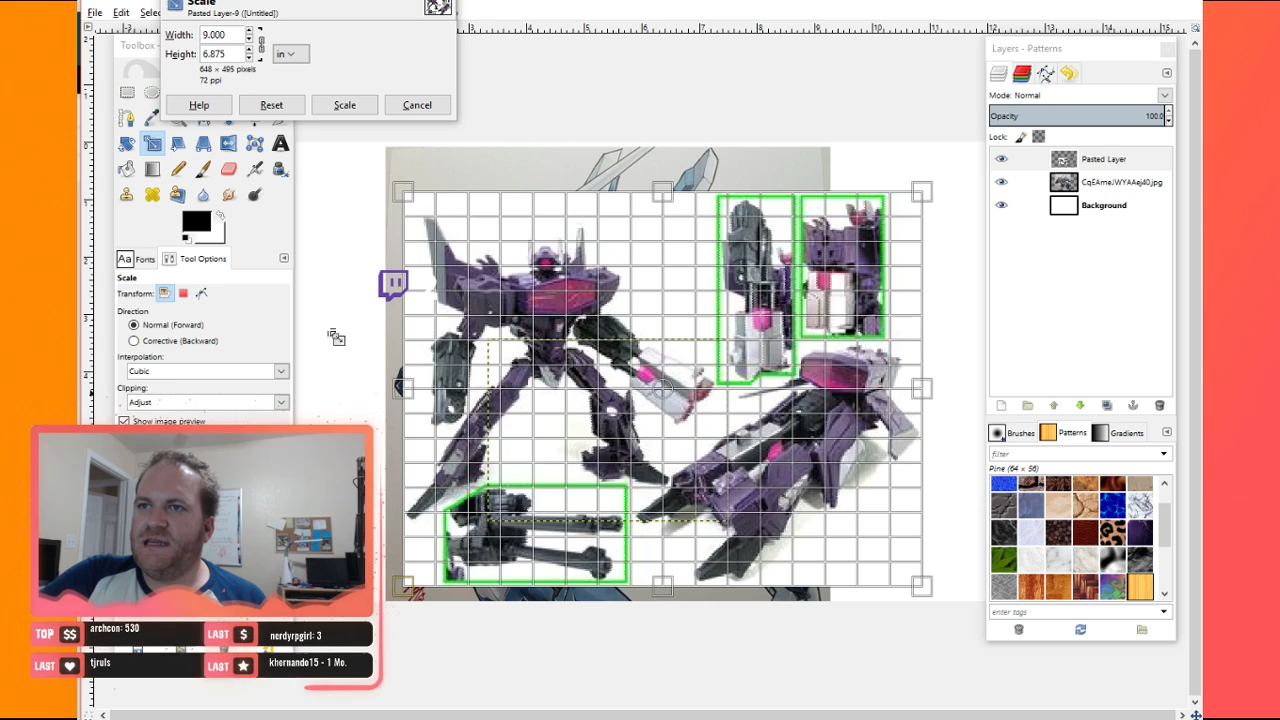 File Edit Selec
Scale
Pasted Layer-9 ([Untitled])
Width: 9.000
Height: 6.875 in
648 × 495 pixels
72 ppi
Help Reset Scale Cancel
Toolbox
Fonts Tool Options
Scale
Transform:
Direction
Normal (Forward)
Corrective (Backward)
Interpolation:
Cubic
Clipping:
Adjust
Show image preview
TOP $$ archcon: 530 LAST $ nerdyrpgirl: 3
LAST tjruls LAST khernando15 - 1 Mo.
Layers - Patterns
Mode: Normal
Opacity 100.0
Lock:
Pasted Layer
CqEAmeJWYAAej40.jpg
Background
Brushes Patterns Gradients
filter
Pine (64 × 56)
enter tags